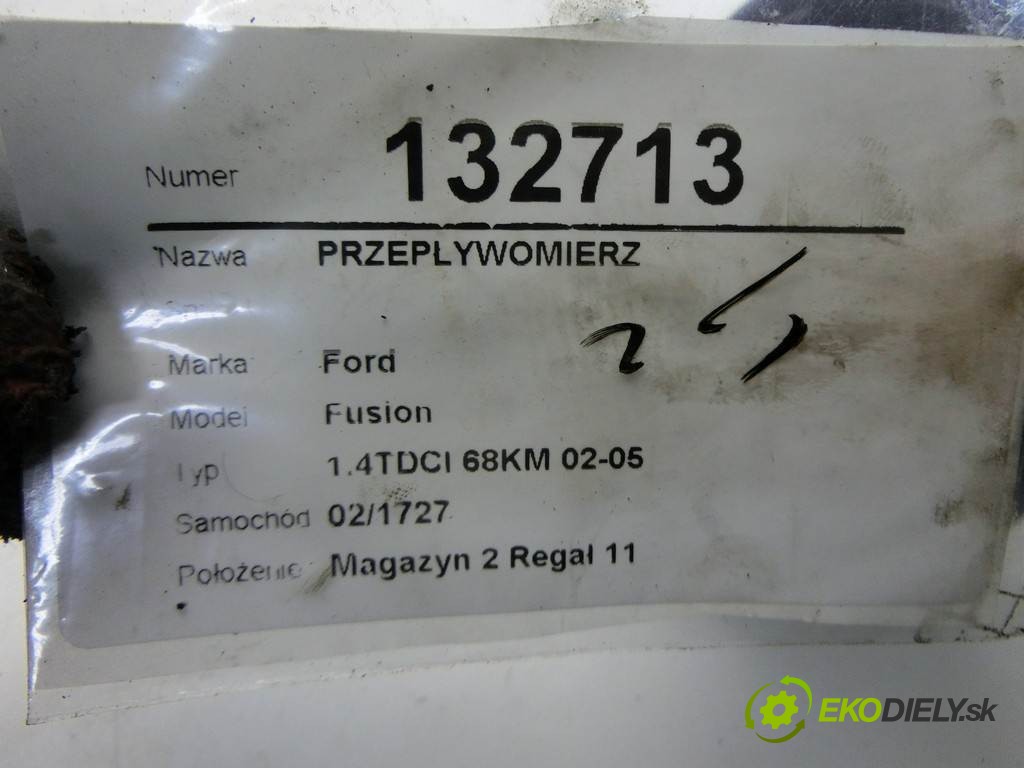 Numer 132713
Nazwa PRZEPLYWOMIERZ
Marka Ford
Model Fusion
Typ 1.4TDCI 68KM 02-05
Samochód 02/1727
Położenie Magazyn 2 Regał 11
EKODIELY.sk